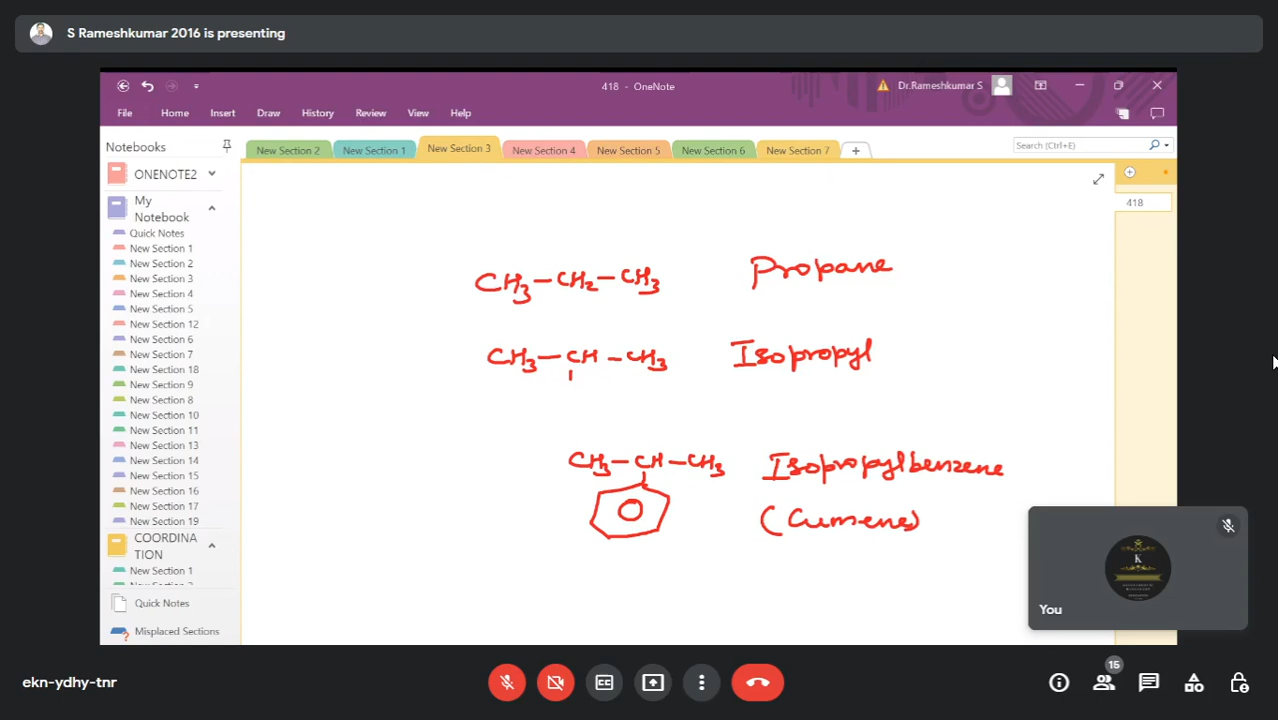 S Rameshkumar 2016 is presenting
418 - OneNote
Dr.Rameshkumar S
File Home Insert Draw History Review View Help
Notebooks
New Section 2 New Section 1 New Section 3 New Section 4 New Section 5 New Section 6 New Section 7 +
Search (Ctrl+E)
ONENOTE2
My
Notebook
418
Quick Notes
New Section 1
New Section 2
New Section 3
New Section 4
New Section 5
New Section 12
New Section 6
New Section 7
New Section 18
New Section 9
New Section 8
New Section 10
New Section 11
New Section 13
New Section 14
New Section 15
New Section 16
New Section 17
New Section 19
COORDINA
TION
New Section 1
Quick Notes
Misplaced Sections
CH3-CH2-CH3 Propane
CH3-CH-CH3 Isopropyl
CH3-CH-CH3 Isopropylbenzene
(Cumene)
K
You
ekn-ydhy-tnr
CC
15